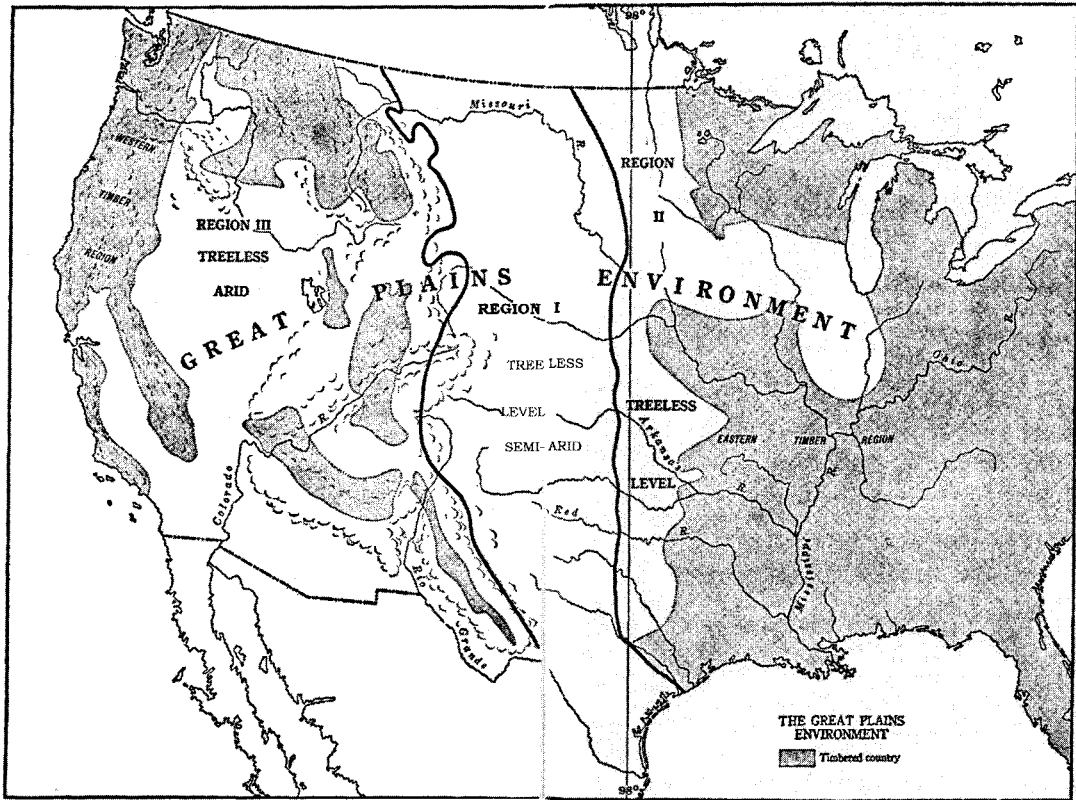 98°
Missouri
R.
WESTERN
TIMBER
REGION
REGION
II
REGION III
TREELESS
ARID
GREAT PLAINS ENVIRONMENT
REGION I
TREE LESS
LEVEL
SEMI-ARID
TREELESS
LEVEL
Arkansas
R.
EASTERN TIMBER REGION
Ohio
R.
Colorado
R.
Red
R.
Mississippi
R.
Rio
Grande
THE GREAT PLAINS
ENVIRONMENT
Timbered country
98°